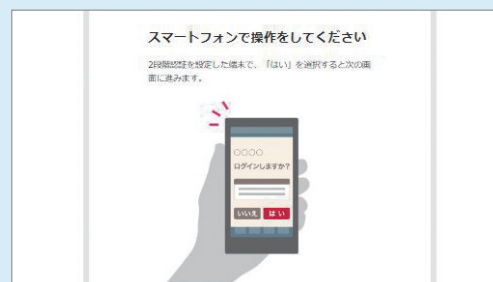 スマートフォンで操作をしてください
2段階認証を設定した端末で、「はい」を選択すると次の画
面に進みます。
○○○○
ログインしますか?
いいえ はい